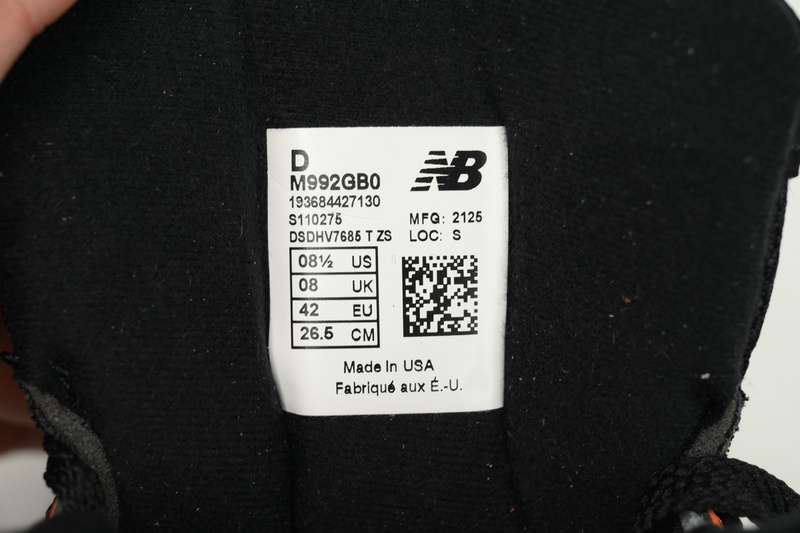 D
M992GB0
193684427130
S110275
DSDHV7685 T ZS
NB
MFG: 2125
LOC: S
08½ US
08 UK
42 EU
26.5 CM
Made In USA
Fabriqué aux É.-U.